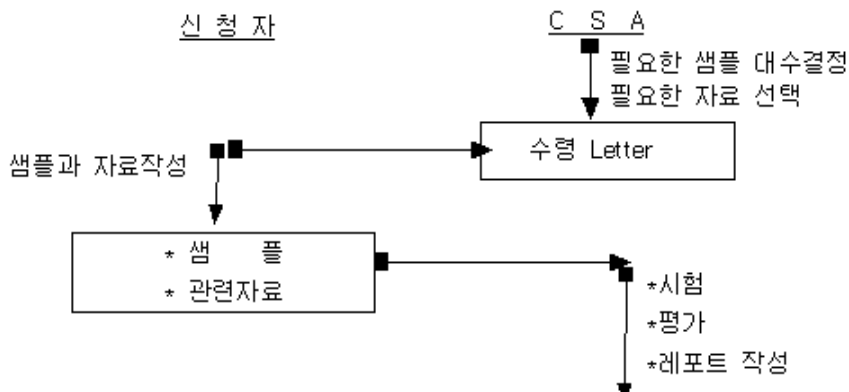 신 청 자
C S A
필요한 샘플 대수결정
필요한 자료 선택
수령 Letter
샘플과 자료작성
* 샘 플
* 관련자료
*시험
*평가
*레포트 작성